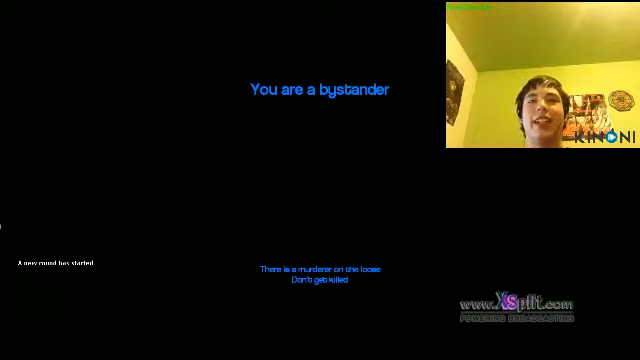 You are a bystander
KINONI
A new round has started
There is a murderer on the loose
Don't get killed
www.XSplit.com
POWERING BROADCASTING